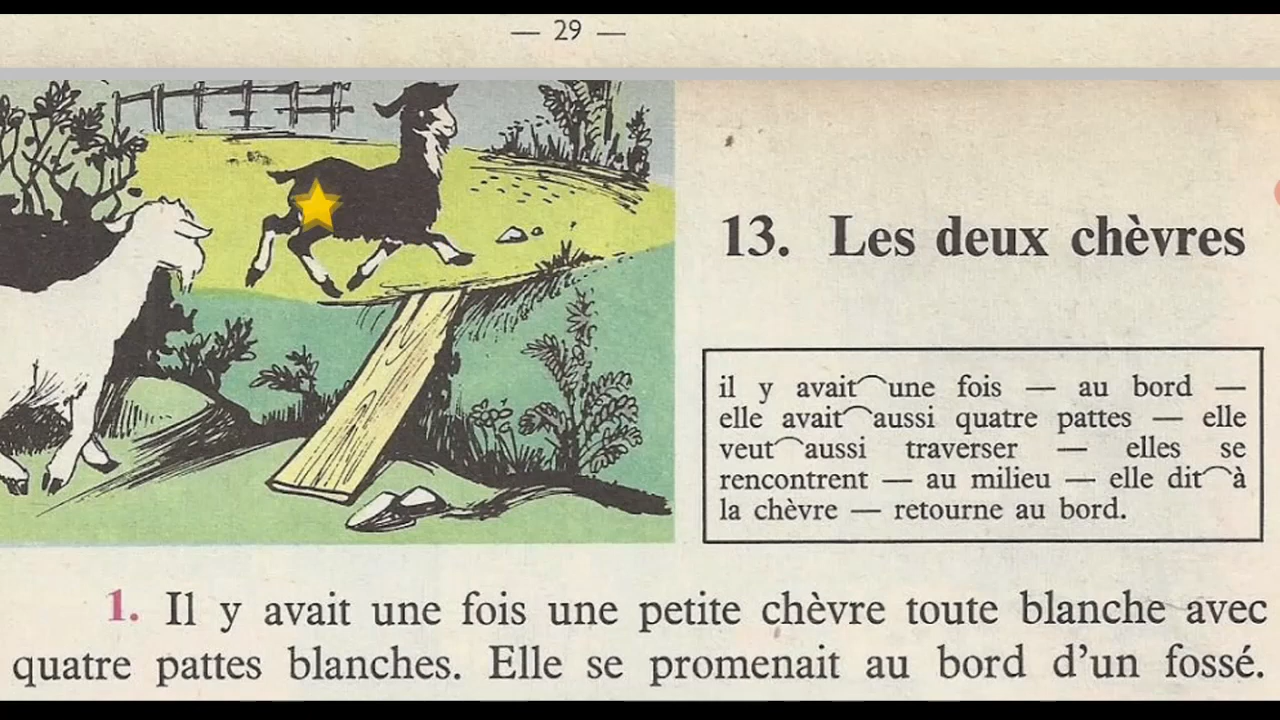 — 29 —
13. Les deux chèvres
il y avait‿une fois — au bord —
elle avait‿aussi quatre pattes — elle
veut‿aussi traverser — elles se
rencontrent — au milieu — elle dit‿à
la chèvre — retourne au bord.
1. Il y avait une fois une petite chèvre toute blanche avec
quatre pattes blanches. Elle se promenait au bord d'un fossé.